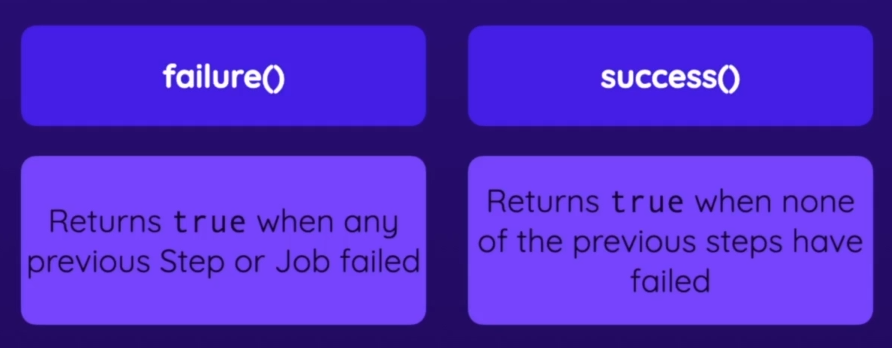 failure()
success()
Returns true when any
previous Step or Job failed
Returns true when none
of the previous steps have
failed